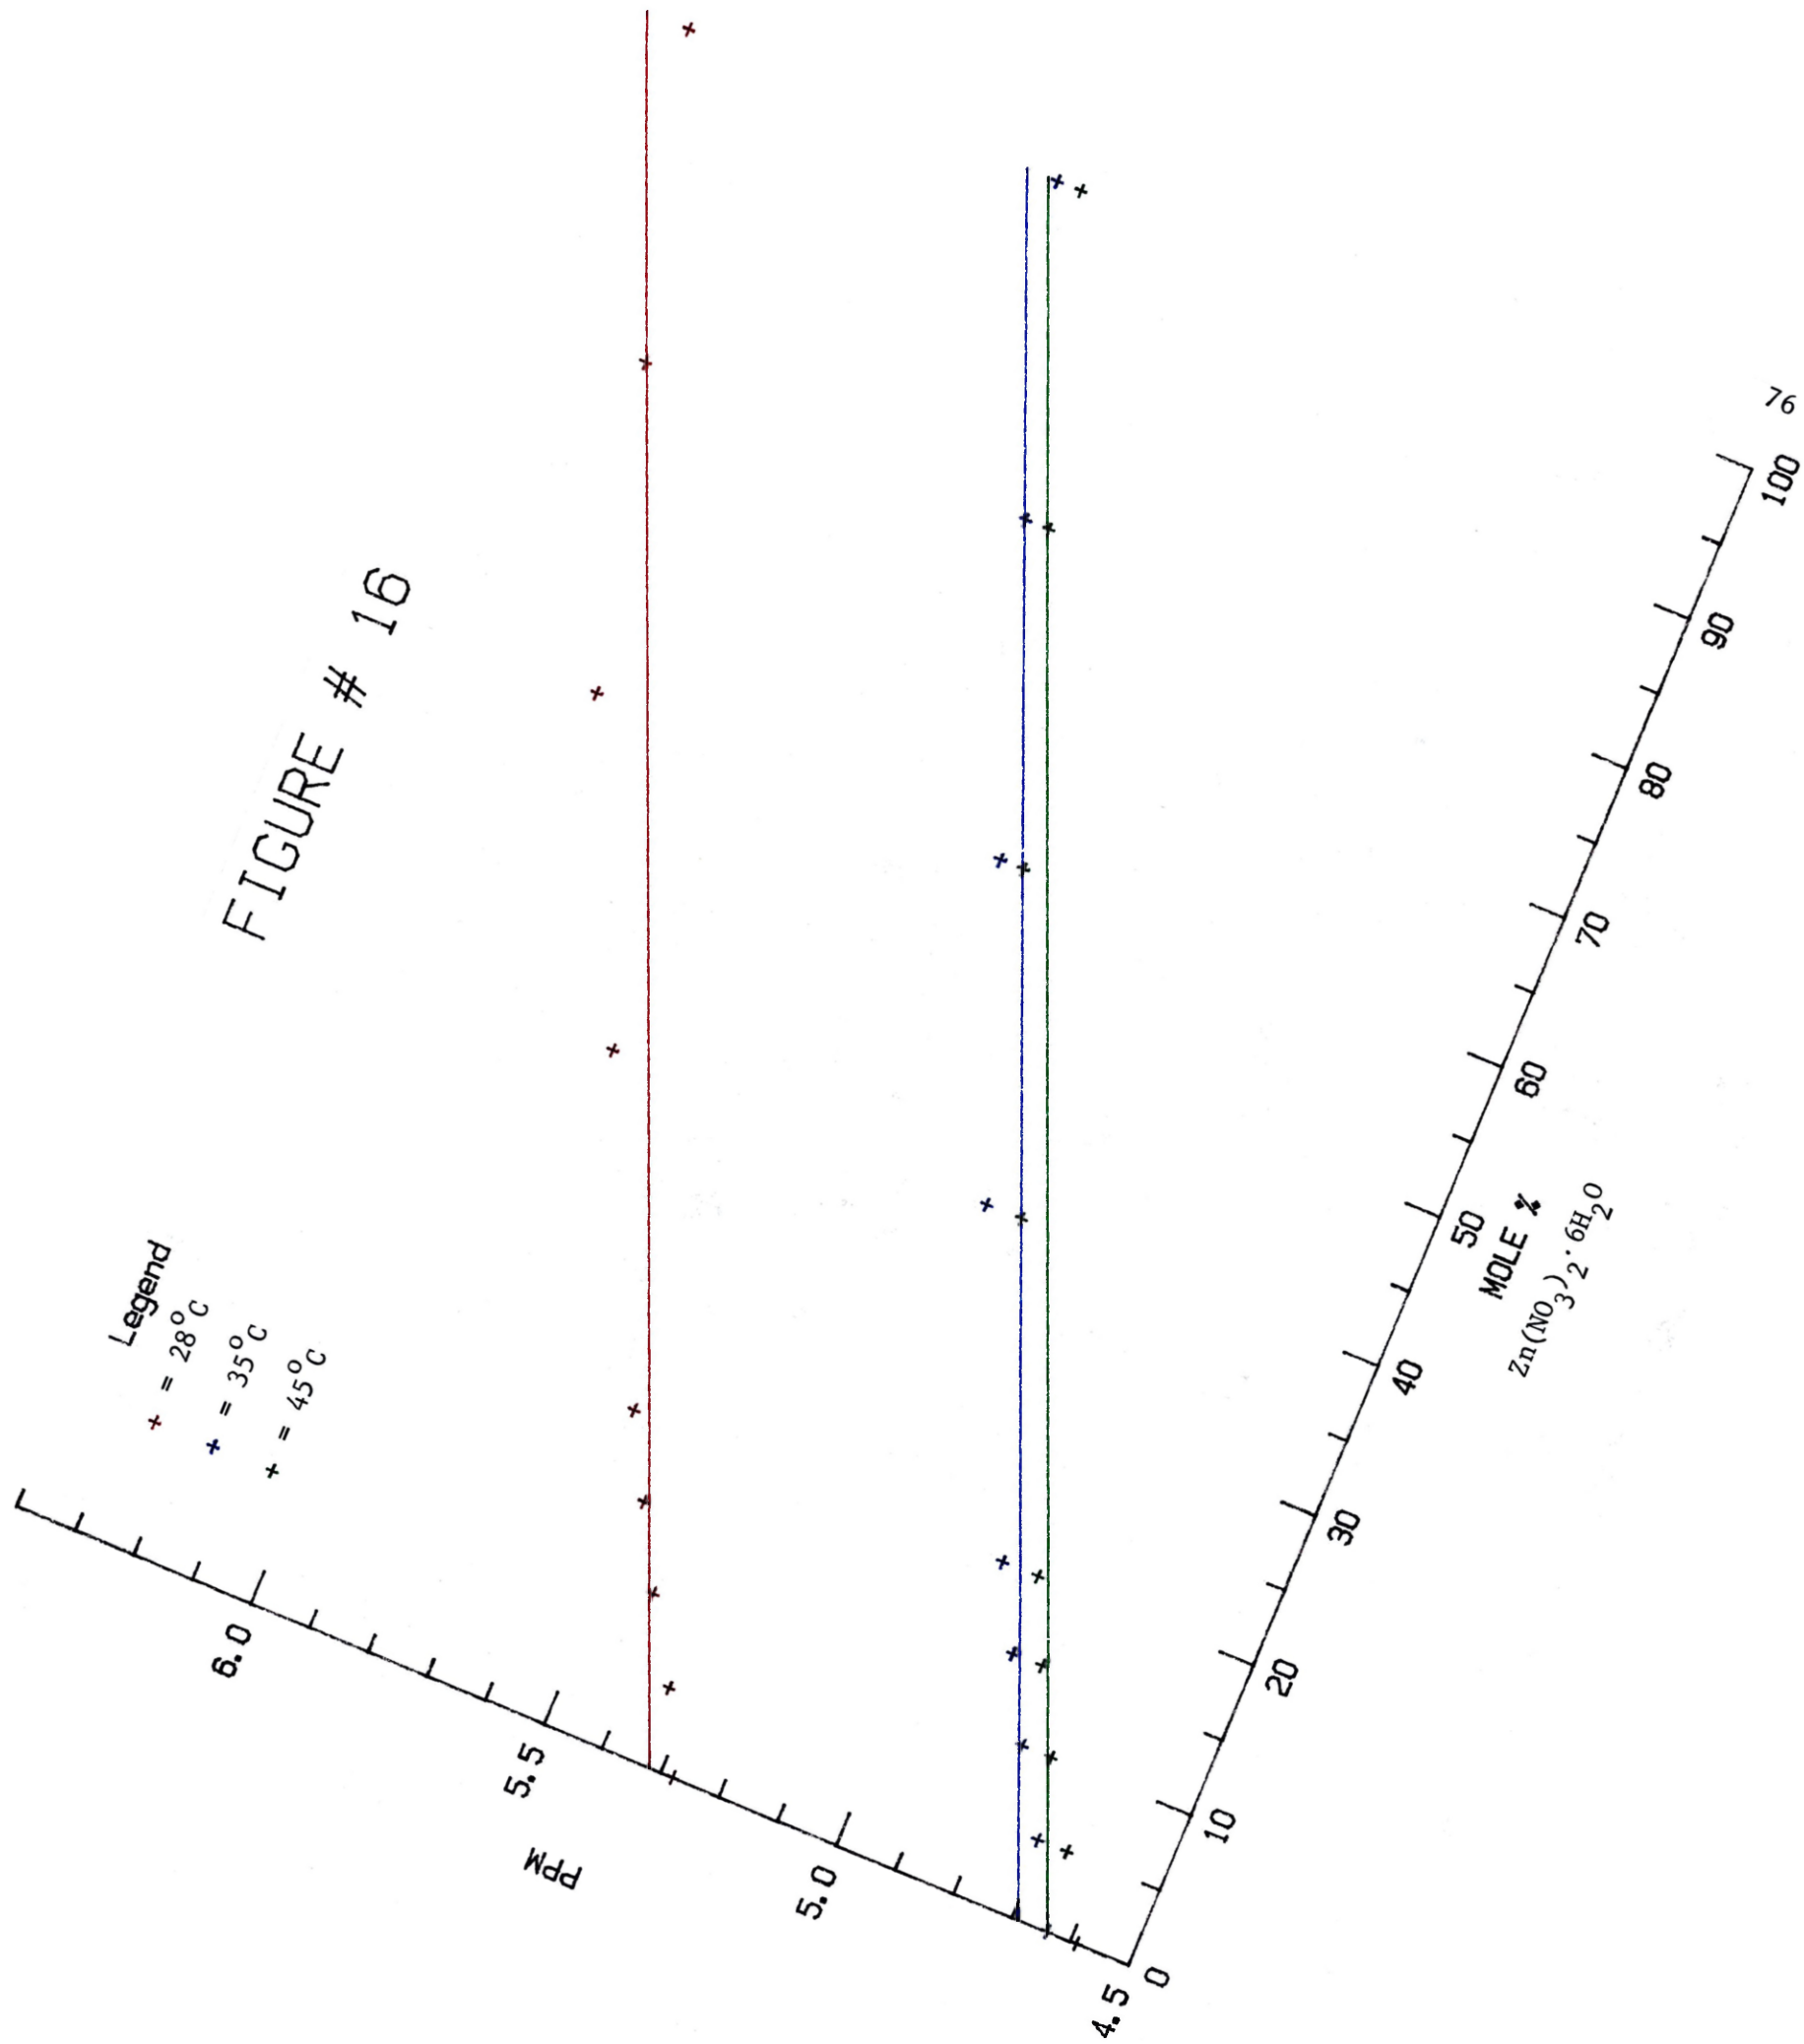 FIGURE # 16
Legend
+ = 28°C
+ = 35°C
+ = 45°C
PPM
6.0
5.5
5.0
4.5
0
10
20
30
40
50
60
70
80
90
100
MOLE %
Zn(NO₃)₂·6H₂O
76